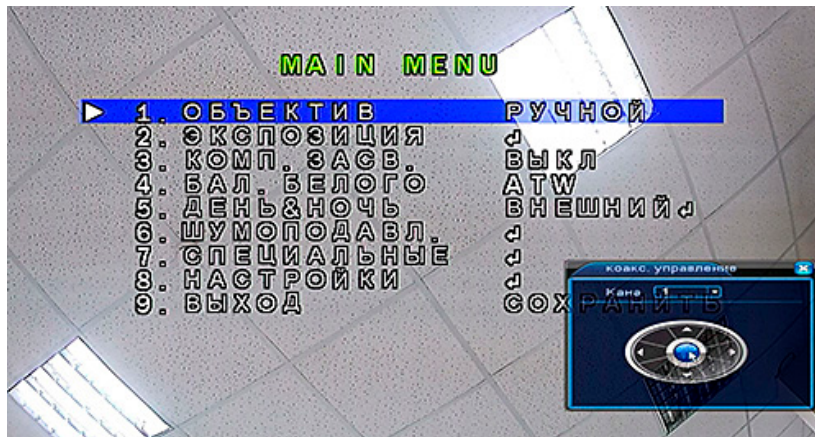 MAIN MENU
1. ОБЪЕКТИВ РУЧНОЙ
2. ЭКСПОЗИЦИЯ ↲
3. КОМП. ЗАСВ. ВЫКЛ
4. БАЛ. БЕЛОГО ATW
5. ДЕНЬ&НОЧЬ ВНЕШНИЙ↲
6. ШУМОПОДАВЛ. ↲
7. СПЕЦИАЛЬНЫЕ ↲
8. НАСТРОЙКИ ↲
9. ВЫХОД СОХРАНИТЬ
коакс. управление
Кана 1